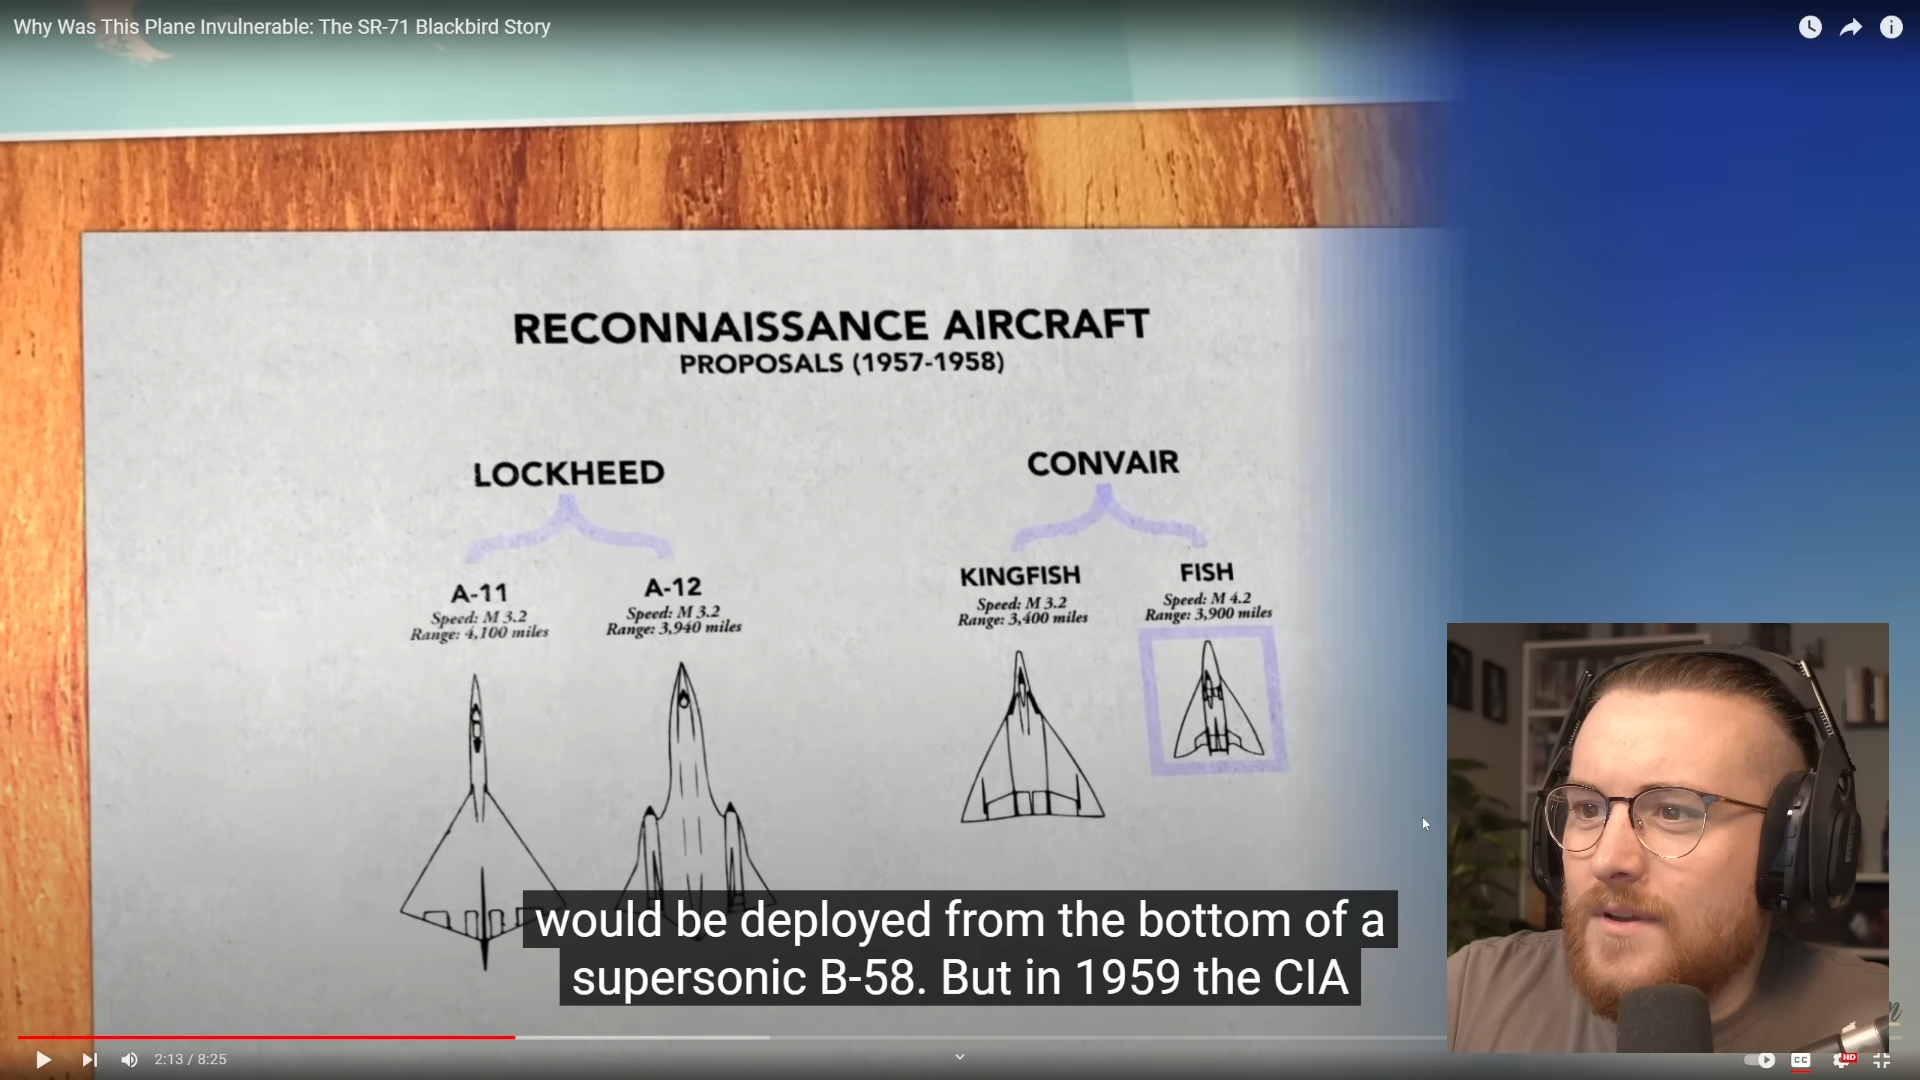 Why Was This Plane Invulnerable: The SR-71 Blackbird Story
RECONNAISSANCE AIRCRAFT
PROPOSALS (1957-1958)
LOCKHEED
CONVAIR
A-11
Speed: M 3.2
Range: 4,100 miles
A-12
Speed: M 3.2
Range: 3,940 miles
KINGFISH
Speed: M 3.2
Range: 3,400 miles
FISH
Speed: M 4.2
Range: 3,900 miles
would be deployed from the bottom of a
supersonic B-58. But in 1959 the CIA
2:13 / 8:25
CC
HD